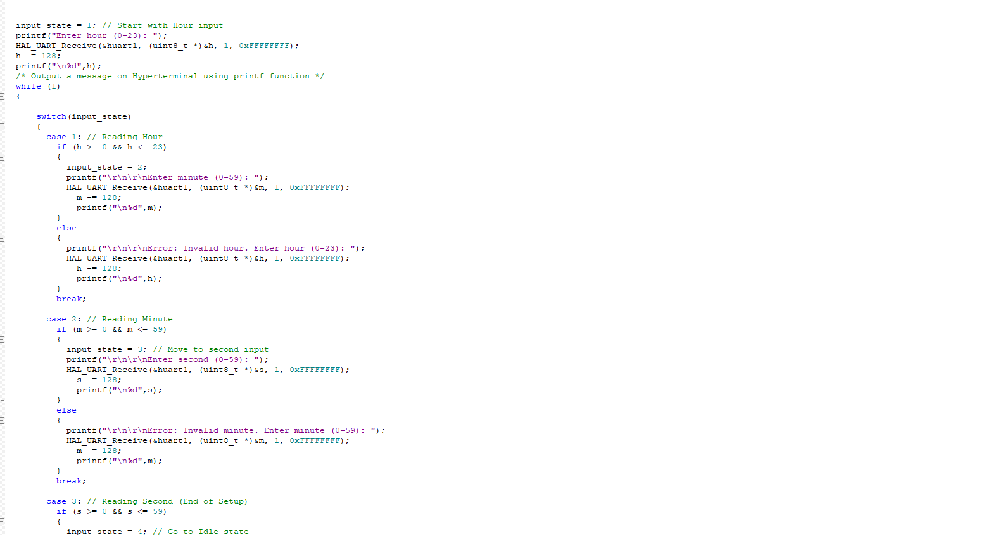 input_state = 1; // Start with Hour input
printf("Enter hour (0-23): ");
HAL_UART_Receive(&huart1, (uint8_t *)&h, 1, 0xFFFFFFFF);
h -= 128;
printf("\n%d",h);
/* Output a message on Hyperterminal using printf function */
while (1)
{
switch(input_state)
{
case 1: // Reading Hour
if (h >= 0 && h <= 23)
{
input_state = 2;
printf("\r\n\r\nEnter minute (0-59): ");
HAL_UART_Receive(&huart1, (uint8_t *)&m, 1, 0xFFFFFFFF);
m -= 128;
printf("\n%d",m);
}
else
{
printf("\r\n\r\nError: Invalid hour. Enter hour (0-23): ");
HAL_UART_Receive(&huart1, (uint8_t *)&h, 1, 0xFFFFFFFF);
h -= 128;
printf("\n%d",h);
}
break;
case 2: // Reading Minute
if (m >= 0 && m <= 59)
{
input_state = 3; // Move to second input
printf("\r\n\r\nEnter second (0-59): ");
HAL_UART_Receive(&huart1, (uint8_t *)&s, 1, 0xFFFFFFFF);
s -= 128;
printf("\n%d",s);
}
else
{
printf("\r\n\r\nError: Invalid minute. Enter minute (0-59): ");
HAL_UART_Receive(&huart1, (uint8_t *)&m, 1, 0xFFFFFFFF);
m -= 128;
printf("\n%d",m);
}
break;
case 3: // Reading Second (End of Setup)
if (s >= 0 && s <= 59)
{
input_state = 4; // Go to Idle state